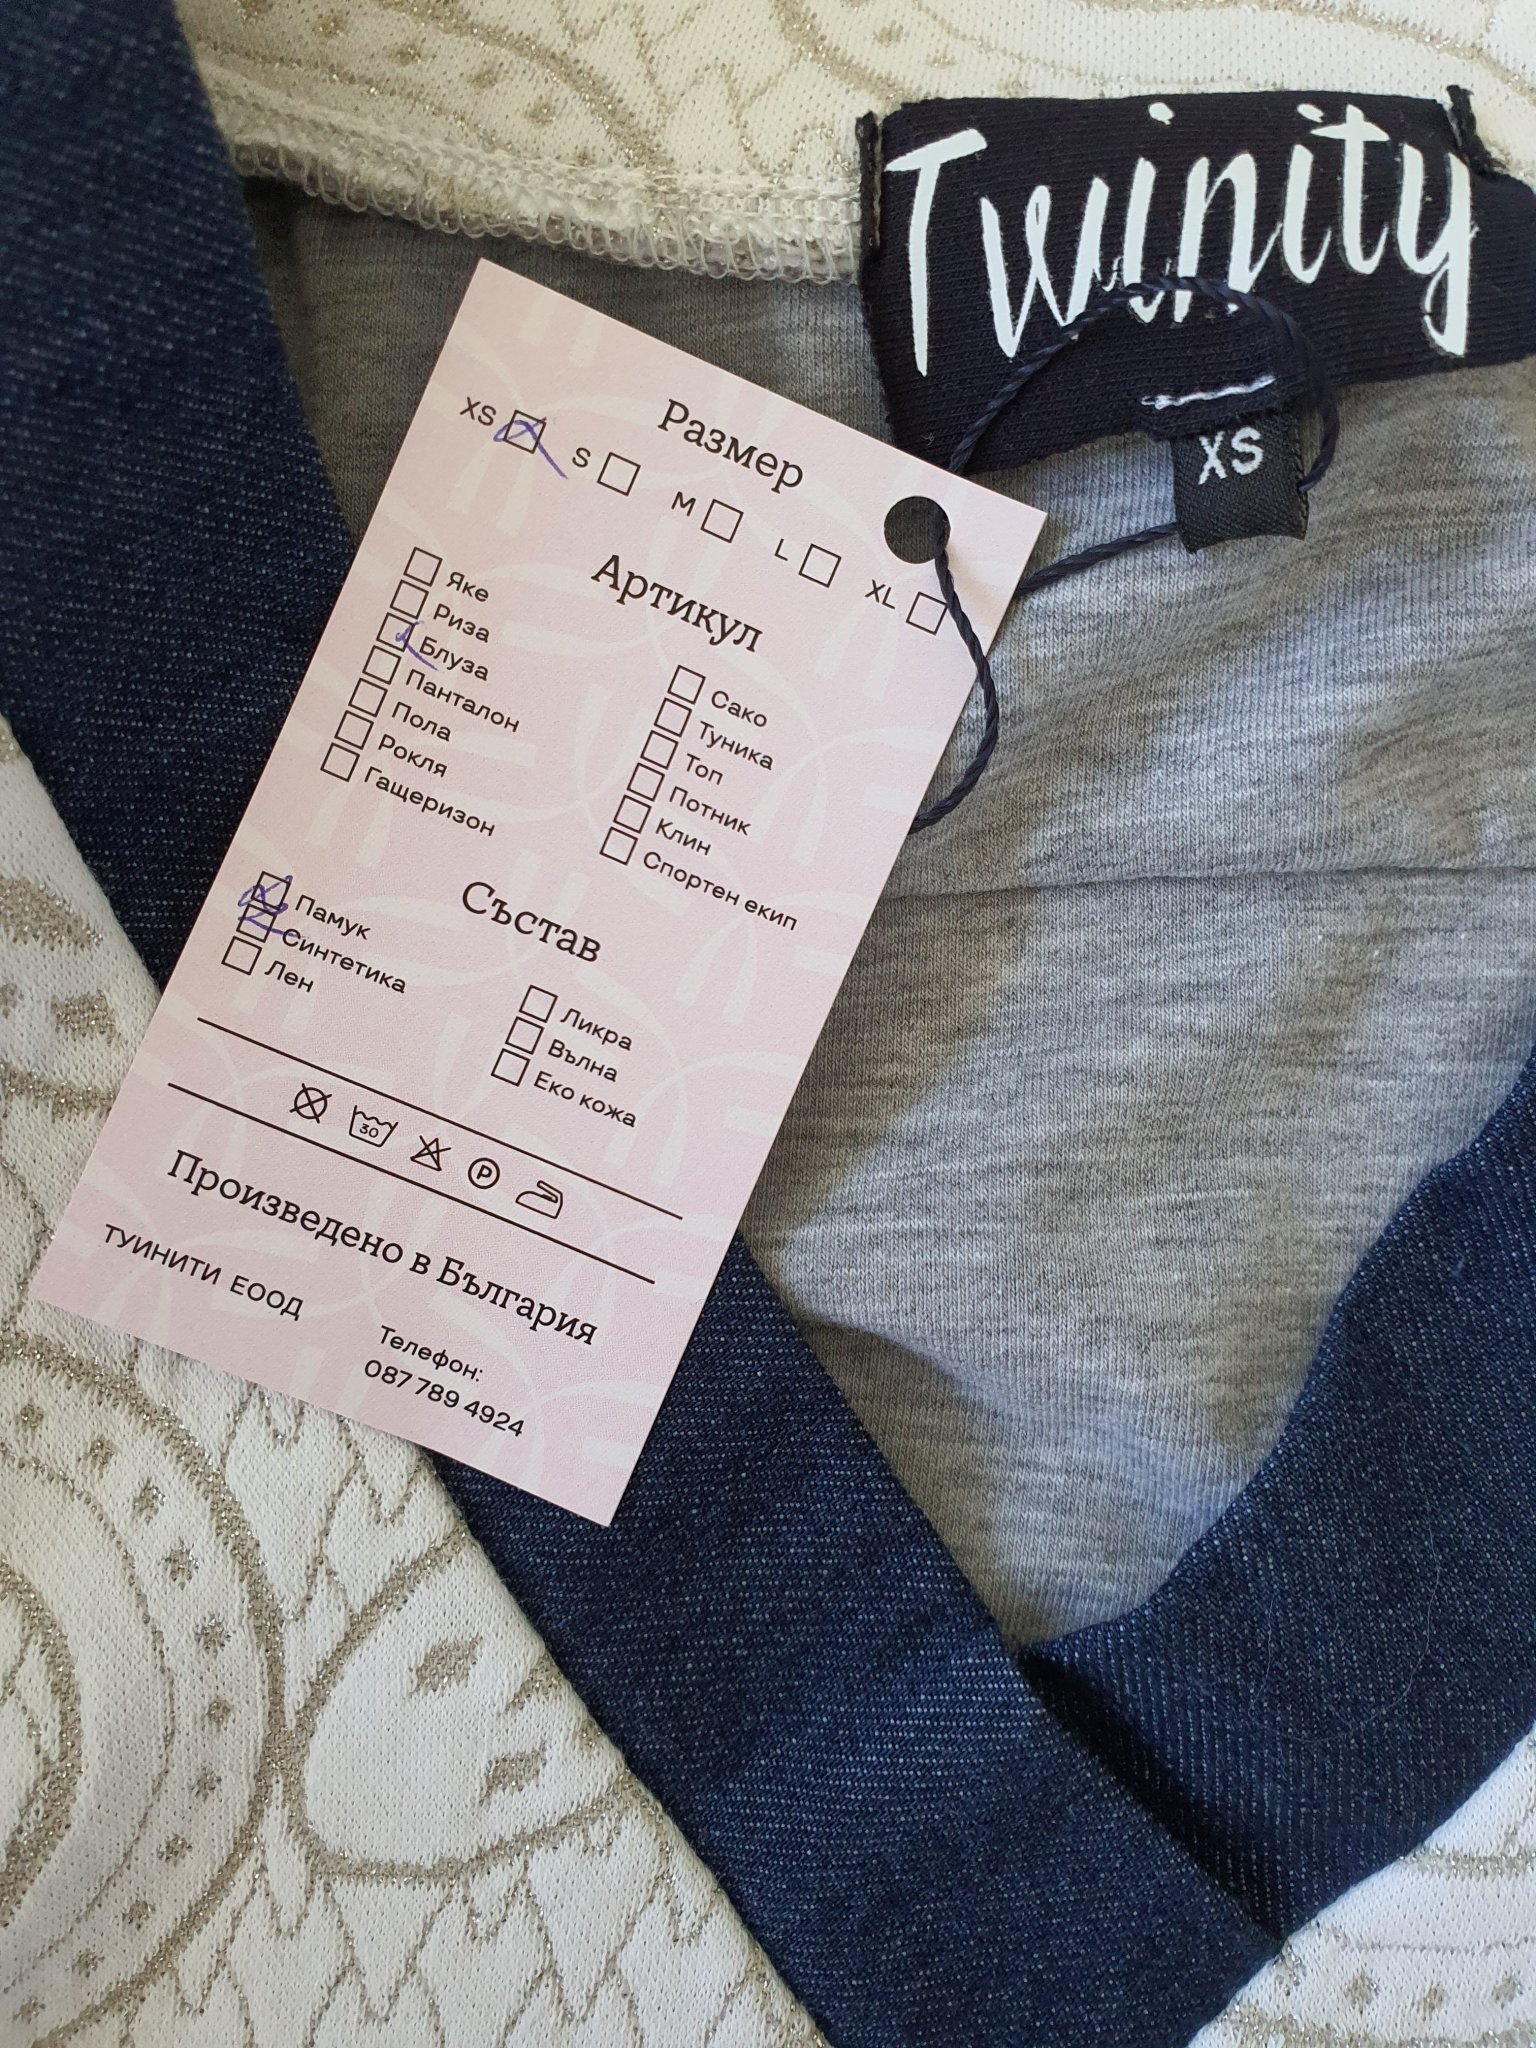 Twinity
XS
Размер
XS S M L XL
Артикул
Яке
Риза
Блуза
Панталон
Пола
Рокля
Гащеризон
Сако
Туника
Топ
Потник
Клин
Спортен екип
Състав
Памук
Синтетика
Лен
Ликра
Вълна
Еко кожа
30 P
Произведено в България
ТУИНИТИ ЕООД
Телефон:
087 789 4924